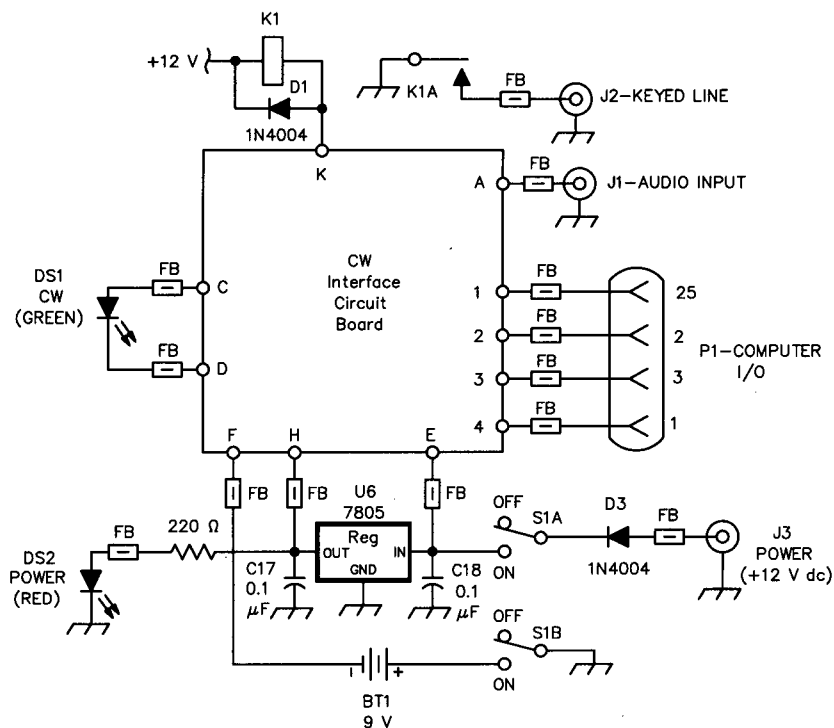 K1
+12 V
D1
1N4004
K
K1A
FB
J2-KEYED LINE
A
FB
J1-AUDIO INPUT
CW
Interface
Circuit
Board
DS1
CW
(GREEN)
FB
C
FB
D
1
FB
25
2
FB
2
3
FB
3
4
FB
1
P1-COMPUTER
I/O
F
H
E
FB
FB
FB
U6
7805
Reg
OUT
IN
GND
DS2
POWER
(RED)
FB
220 Ω
C17
0.1
µF
C18
0.1
µF
OFF
S1A
ON
D3
1N4004
FB
J3
POWER
(+12 V dc)
OFF
S1B
ON
-
+
BT1
9 V